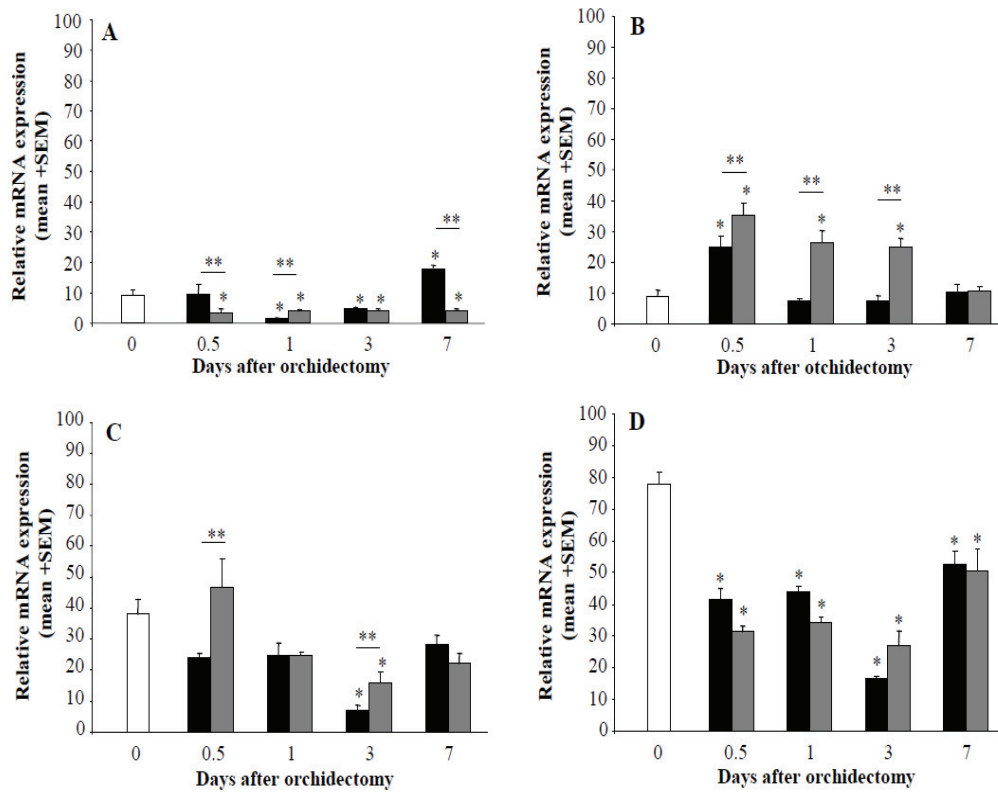 A
Relative mRNA expression
(mean +SEM)
100
90
80
70
60
50
40
30
20
10
0
** ** **
* * * * * * *
0 0.5 1 3 7
Days after orchidectomy
B
Relative mRNA expression
(mean +SEM)
100
90
80
70
60
50
40
30
20
10
0
** ** **
* * * *
0 0.5 1 3 7
Days after otchidectomy
C
Relative mRNA expression
(mean +SEM)
100
90
80
70
60
50
40
30
20
10
0
** **
* *
0 0.5 1 3 7
Days after orchidectomy
D
Relative mRNA expression
(mean +SEM)
100
90
80
70
60
50
40
30
20
10
0
* * * * * * * *
0 0.5 1 3 7
Days after orchidectomy